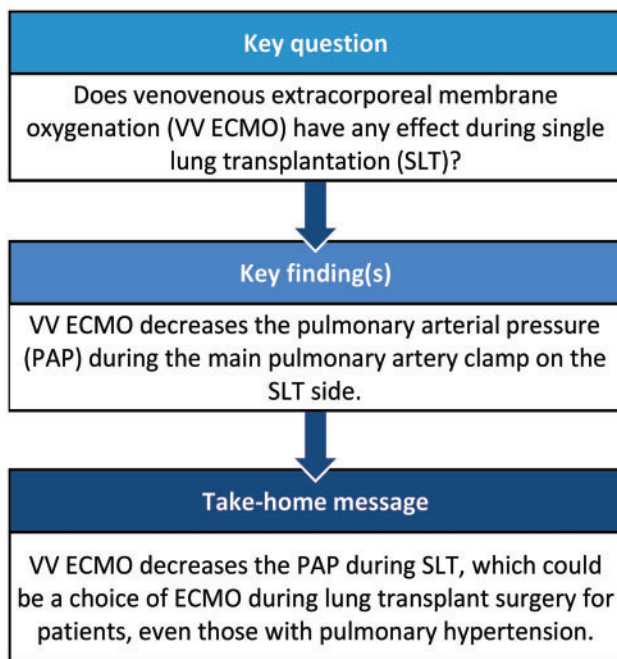 Key question
Does venovenous extracorporeal membrane
oxygenation (VV ECMO) have any effect during single
lung transplantation (SLT)?
Key finding(s)
VV ECMO decreases the pulmonary arterial pressure
(PAP) during the main pulmonary artery clamp on the
SLT side.
Take-home message
VV ECMO decreases the PAP during SLT, which could
be a choice of ECMO during lung transplant surgery for
patients, even those with pulmonary hypertension.